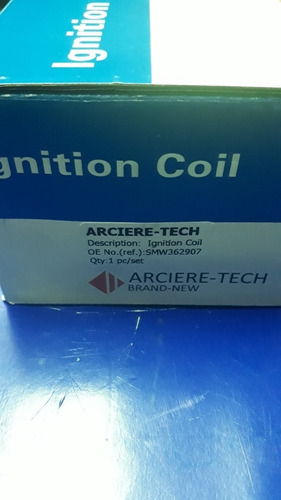 Ignition
gnition Coil
ARCIERE-TECH
Description: Ignition Coil
OE No.(ref.):SMW362907
Qty:1 pc/set
ARCIERE-TECH
BRAND-NEW